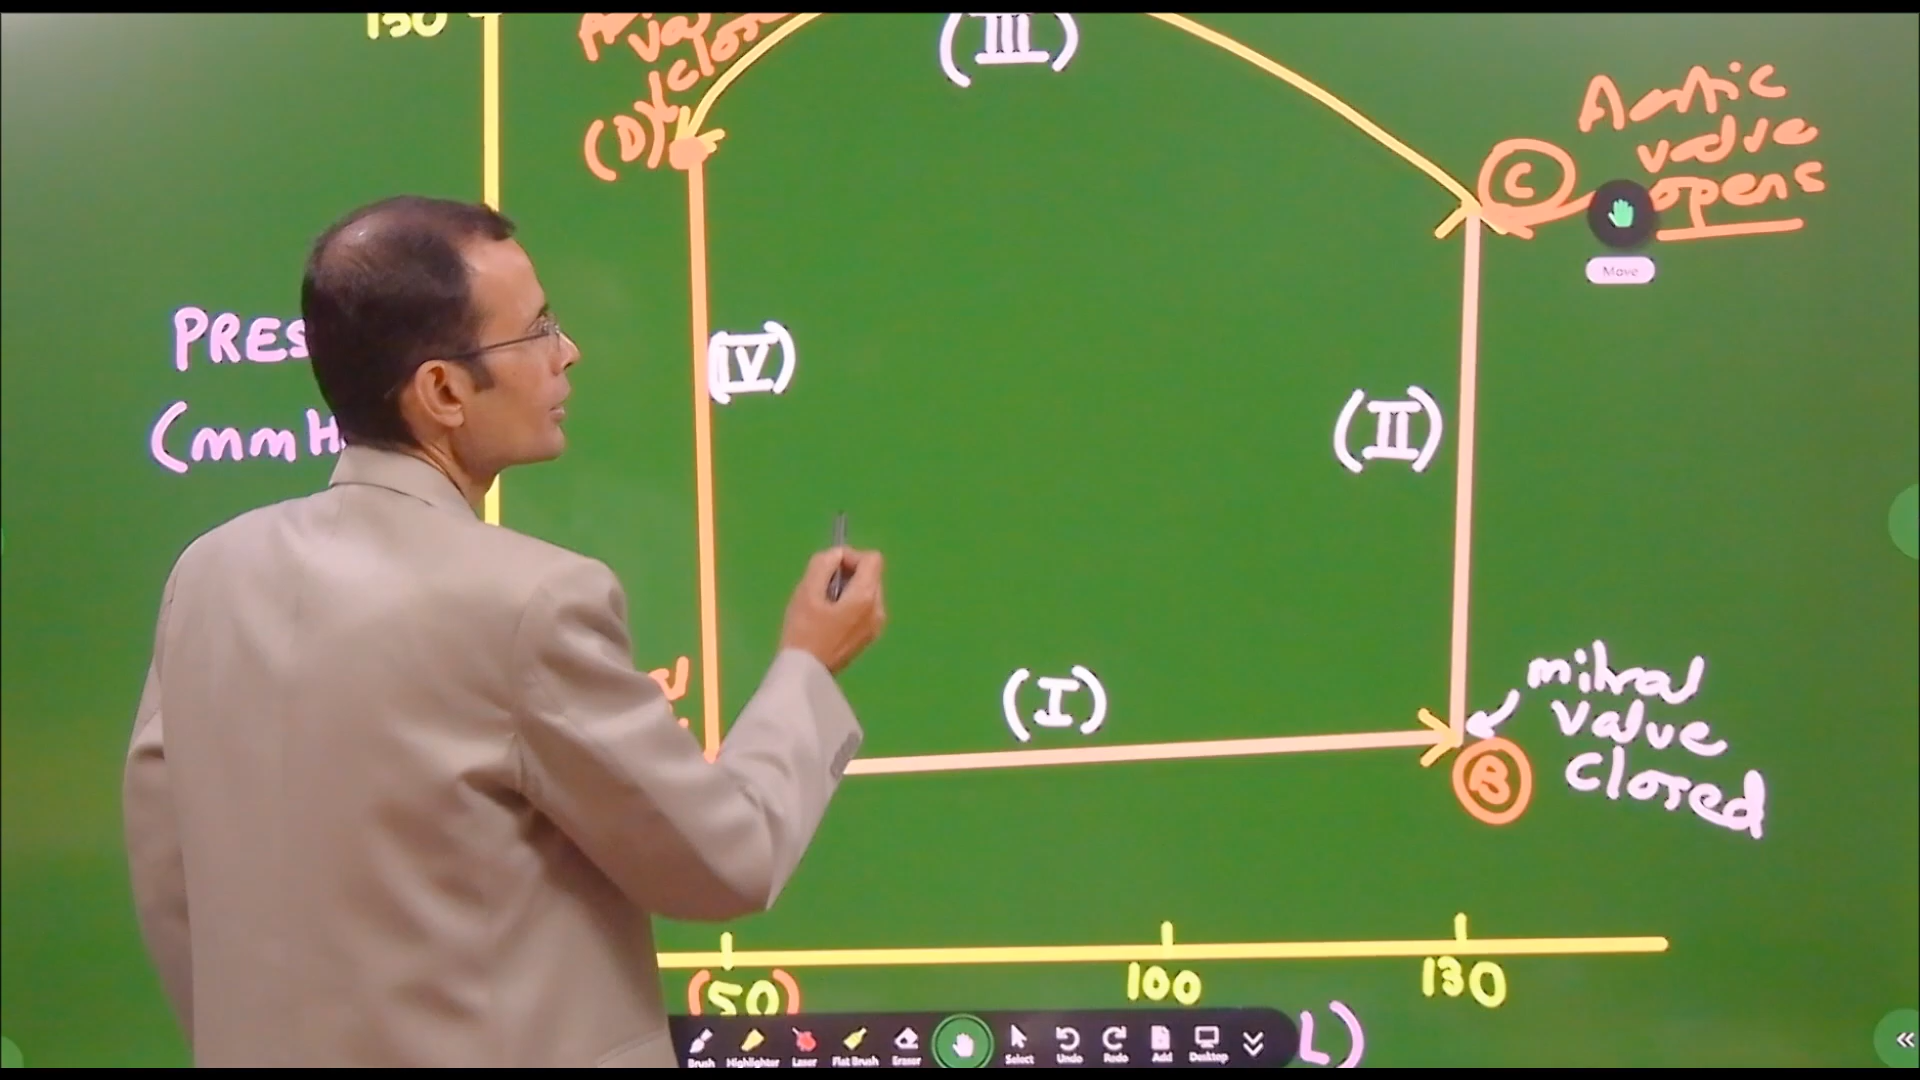 150
(III)
(D)
C
Aortic
valve
opens
Move
PRES
(mmH
(IV)
(II)
(I)
mitral
valve
closed
B
(50)
100
130
L)
Brush
Highlighter
Laser
Flat Brush
Eraser
Select
Undo
Redo
Add
Desktop